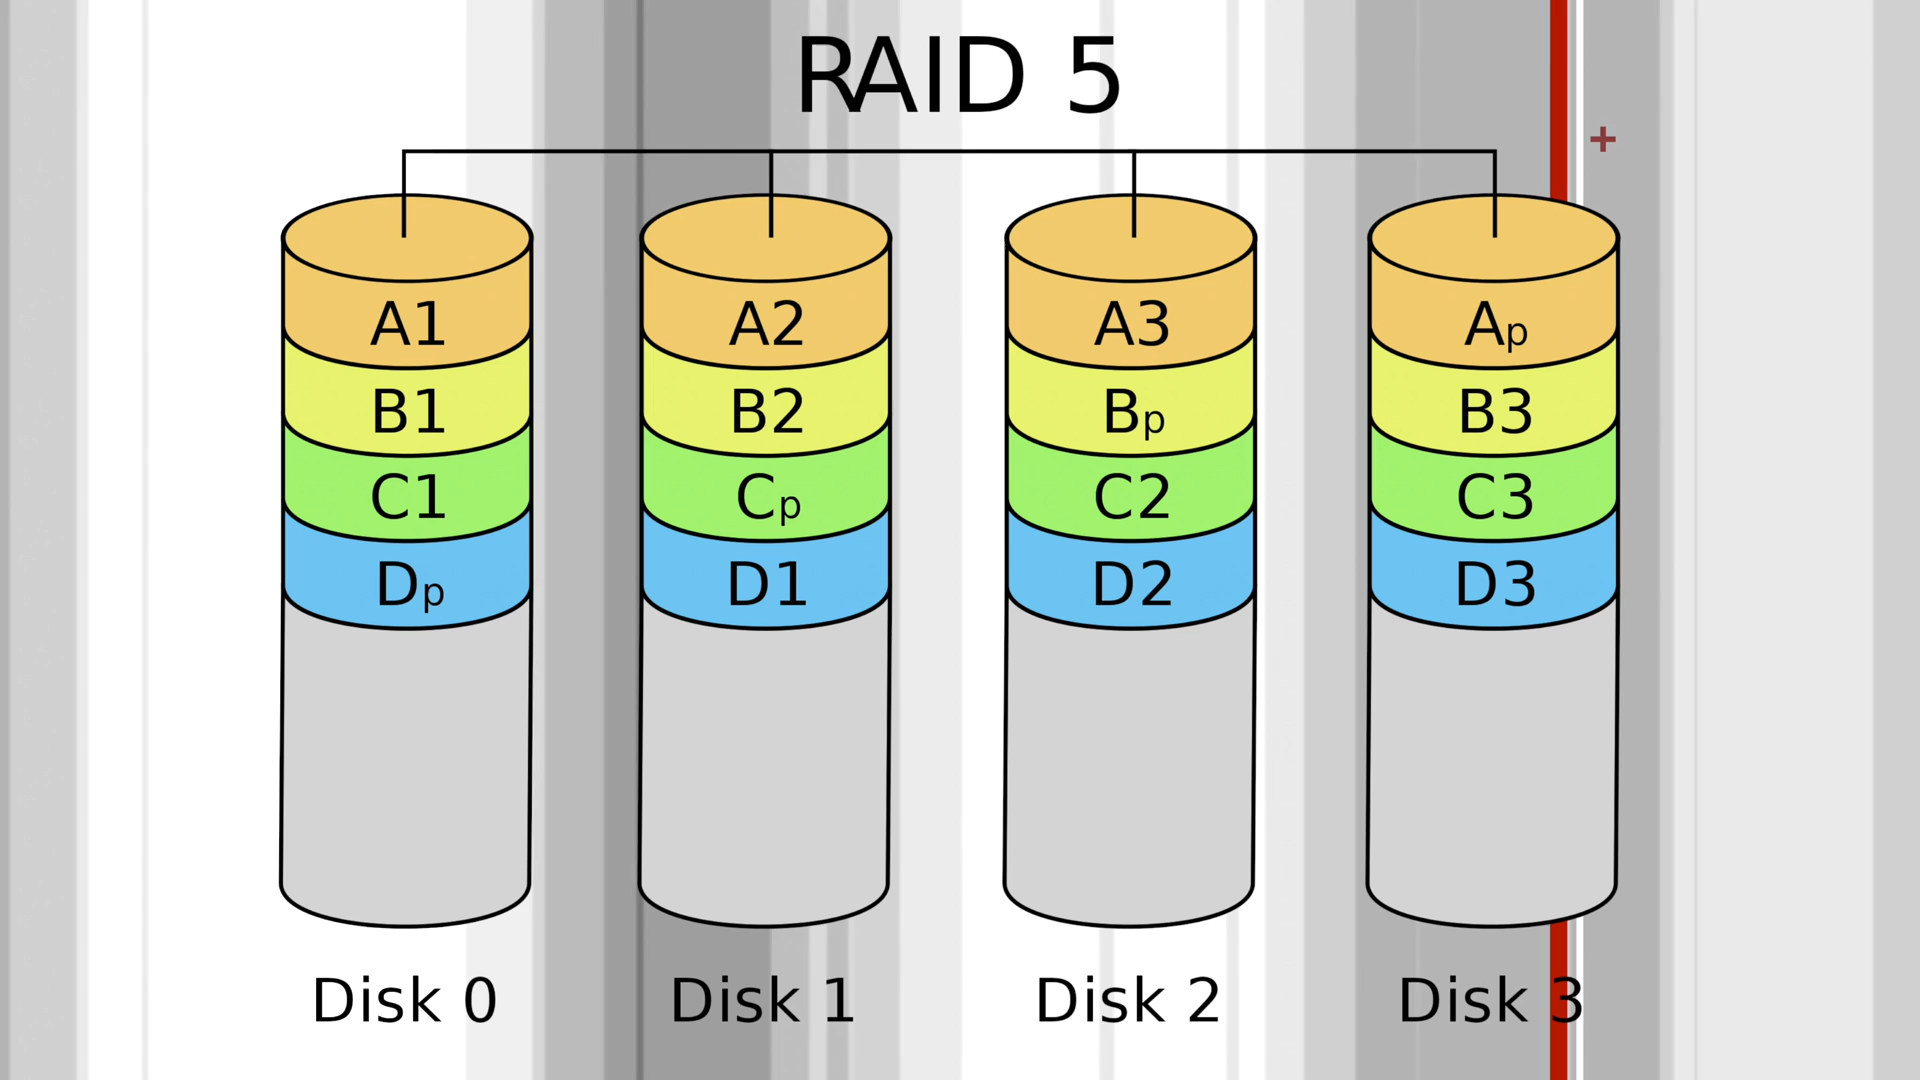 RAID 5
+
A1 A2 A3 Ap
B1 B2 Bp B3
C1 Cp C2 C3
Dp D1 D2 D3
Disk 0 Disk 1 Disk 2 Disk 3